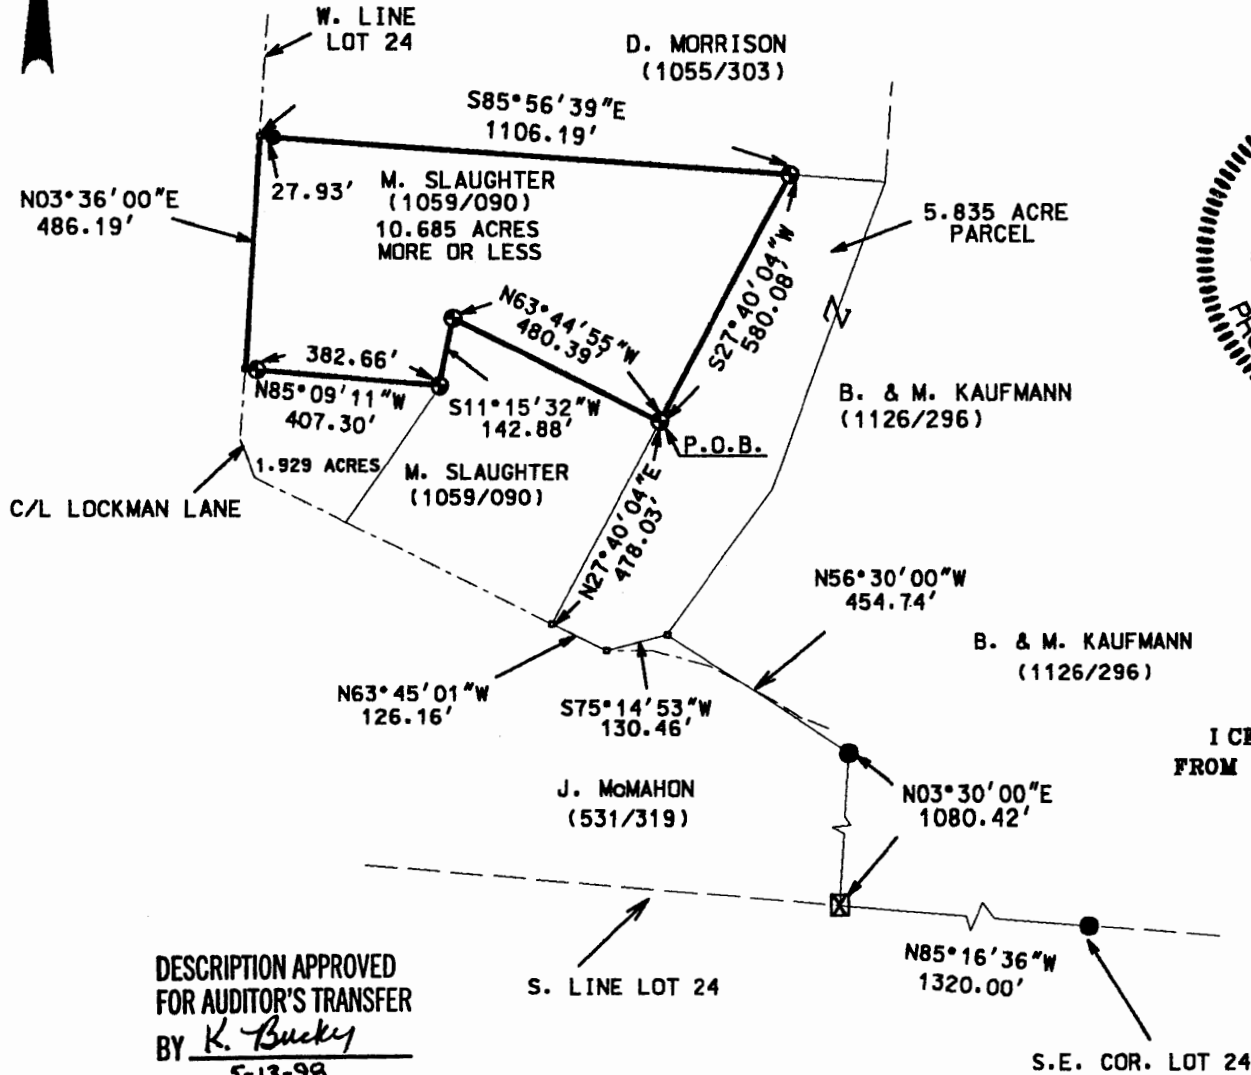 W. LINE
LOT 24
D. MORRISON
(1055/303)
S85°56'39"E
1106.19'
N03°36'00"E
486.19'
27.93'
M. SLAUGHTER
(1059/090)
10.685 ACRES
MORE OR LESS
5.835 ACRE
PARCEL
S27°40'04"W
580.08'
N63°44'55"W
480.39'
382.66'
N85°09'11"W
407.30'
S11°15'32"W
142.88'
B. & M. KAUFMANN
(1126/296)
P.O.B.
1.929 ACRES
M. SLAUGHTER
(1059/090)
C/L LOCKMAN LANE
N27°40'04"E
478.03'
N56°30'00"W
454.74'
B. & M. KAUFMANN
(1126/296)
N63°45'01"W
126.16'
S75°14'53"W
130.46'
I CE
FROM
J. McMAHON
(531/319)
N03°30'00"E
1080.42'
N85°16'36"W
1320.00'
S. LINE LOT 24
S.E. COR. LOT 24
DESCRIPTION APPROVED
FOR AUDITOR'S TRANSFER
BY K. Bucky
5-13-98